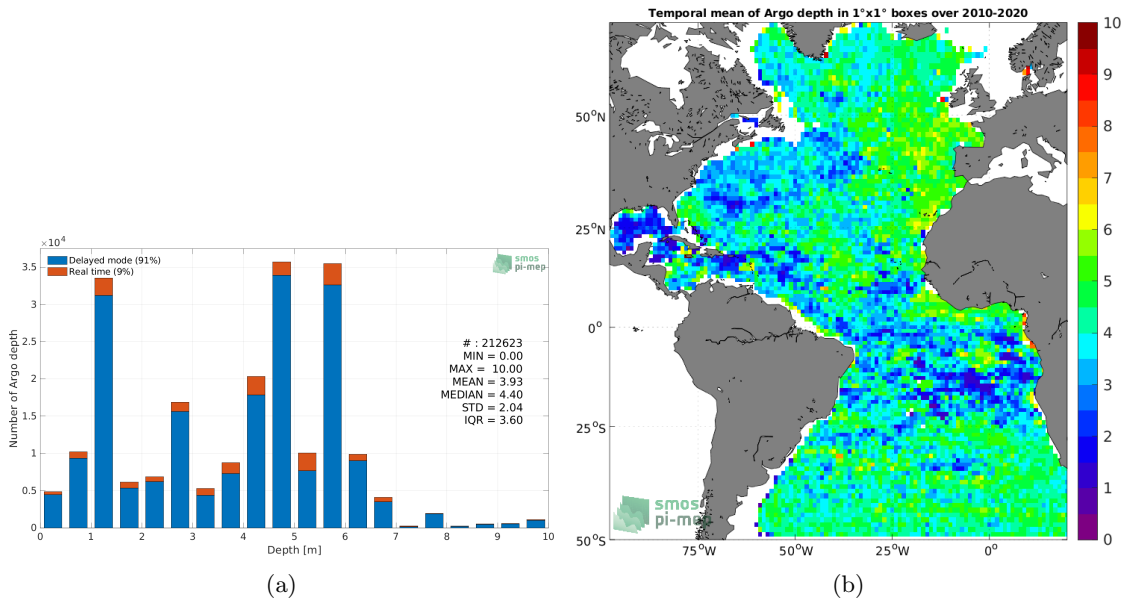 Temporal mean of Argo depth in 1°x1° boxes over 2010-2020
×10⁴
Delayed mode (91%)
Real time (9%)
smos
pi-mep
# : 212623
MIN = 0.00
MAX = 10.00
MEAN = 3.93
MEDIAN = 4.40
STD = 2.04
IQR = 3.60
Number of Argo depth
3.5
3
2.5
2
1.5
1
0.5
0
0 1 2 3 4 5 6 7 8 9 10
Depth [m]
(a)
50°N
25°N
0°
25°S
50°S
75°W 50°W 25°W 0°
smos
pi-mep
10
9
8
7
6
5
4
3
2
1
0
(b)